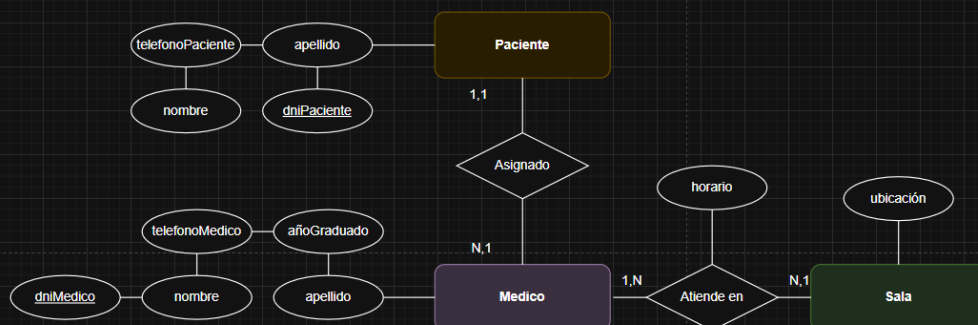 telefonoPaciente
apellido
Paciente
nombre
dniPaciente
1,1
Asignado
horario
ubicación
telefonoMedico
añoGraduado
N,1
dniMedico
nombre
apellido
Medico
1,N
Atiende en
N,1
Sala